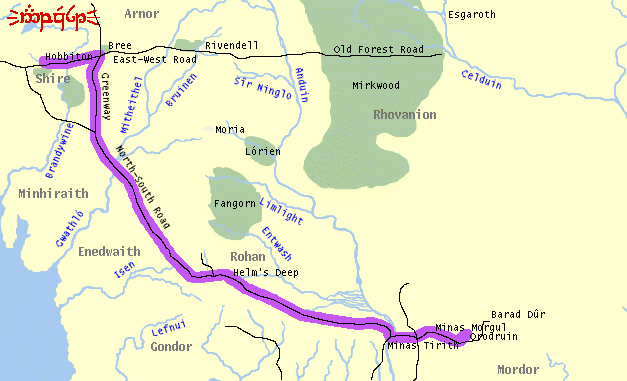 Arnor
Esgaroth
Bree
Rivendell
Old Forest Road
Hobbiton
East-West Road
Shire
Greenway
Mitheithel
Bruinen
Sir Ninglo
Anduin
Celduin
Mirkwood
Rhovanion
Brandywine
Moria
Lórien
North-South Road
Minhiraith
Fangorn
Limlight
Gwathló
Entwash
Enedwaith
Isen
Rohan
Helm's Deep
Lefnui
Gondor
Barad Dûr
Minas Morgul
Orodruin
Minas Tirith
Mordor